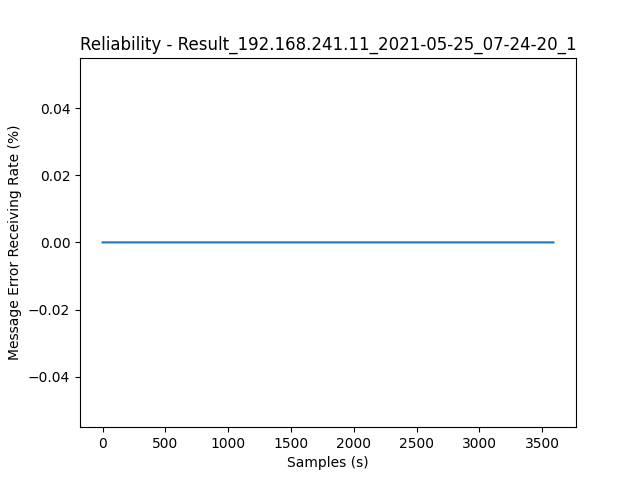 Reliability - Result_192.168.241.11_2021-05-25_07-24-20_1
Message Error Receiving Rate (%)
0.04
0.02
0.00
−0.02
−0.04
0 500 1000 1500 2000 2500 3000 3500
Samples (s)